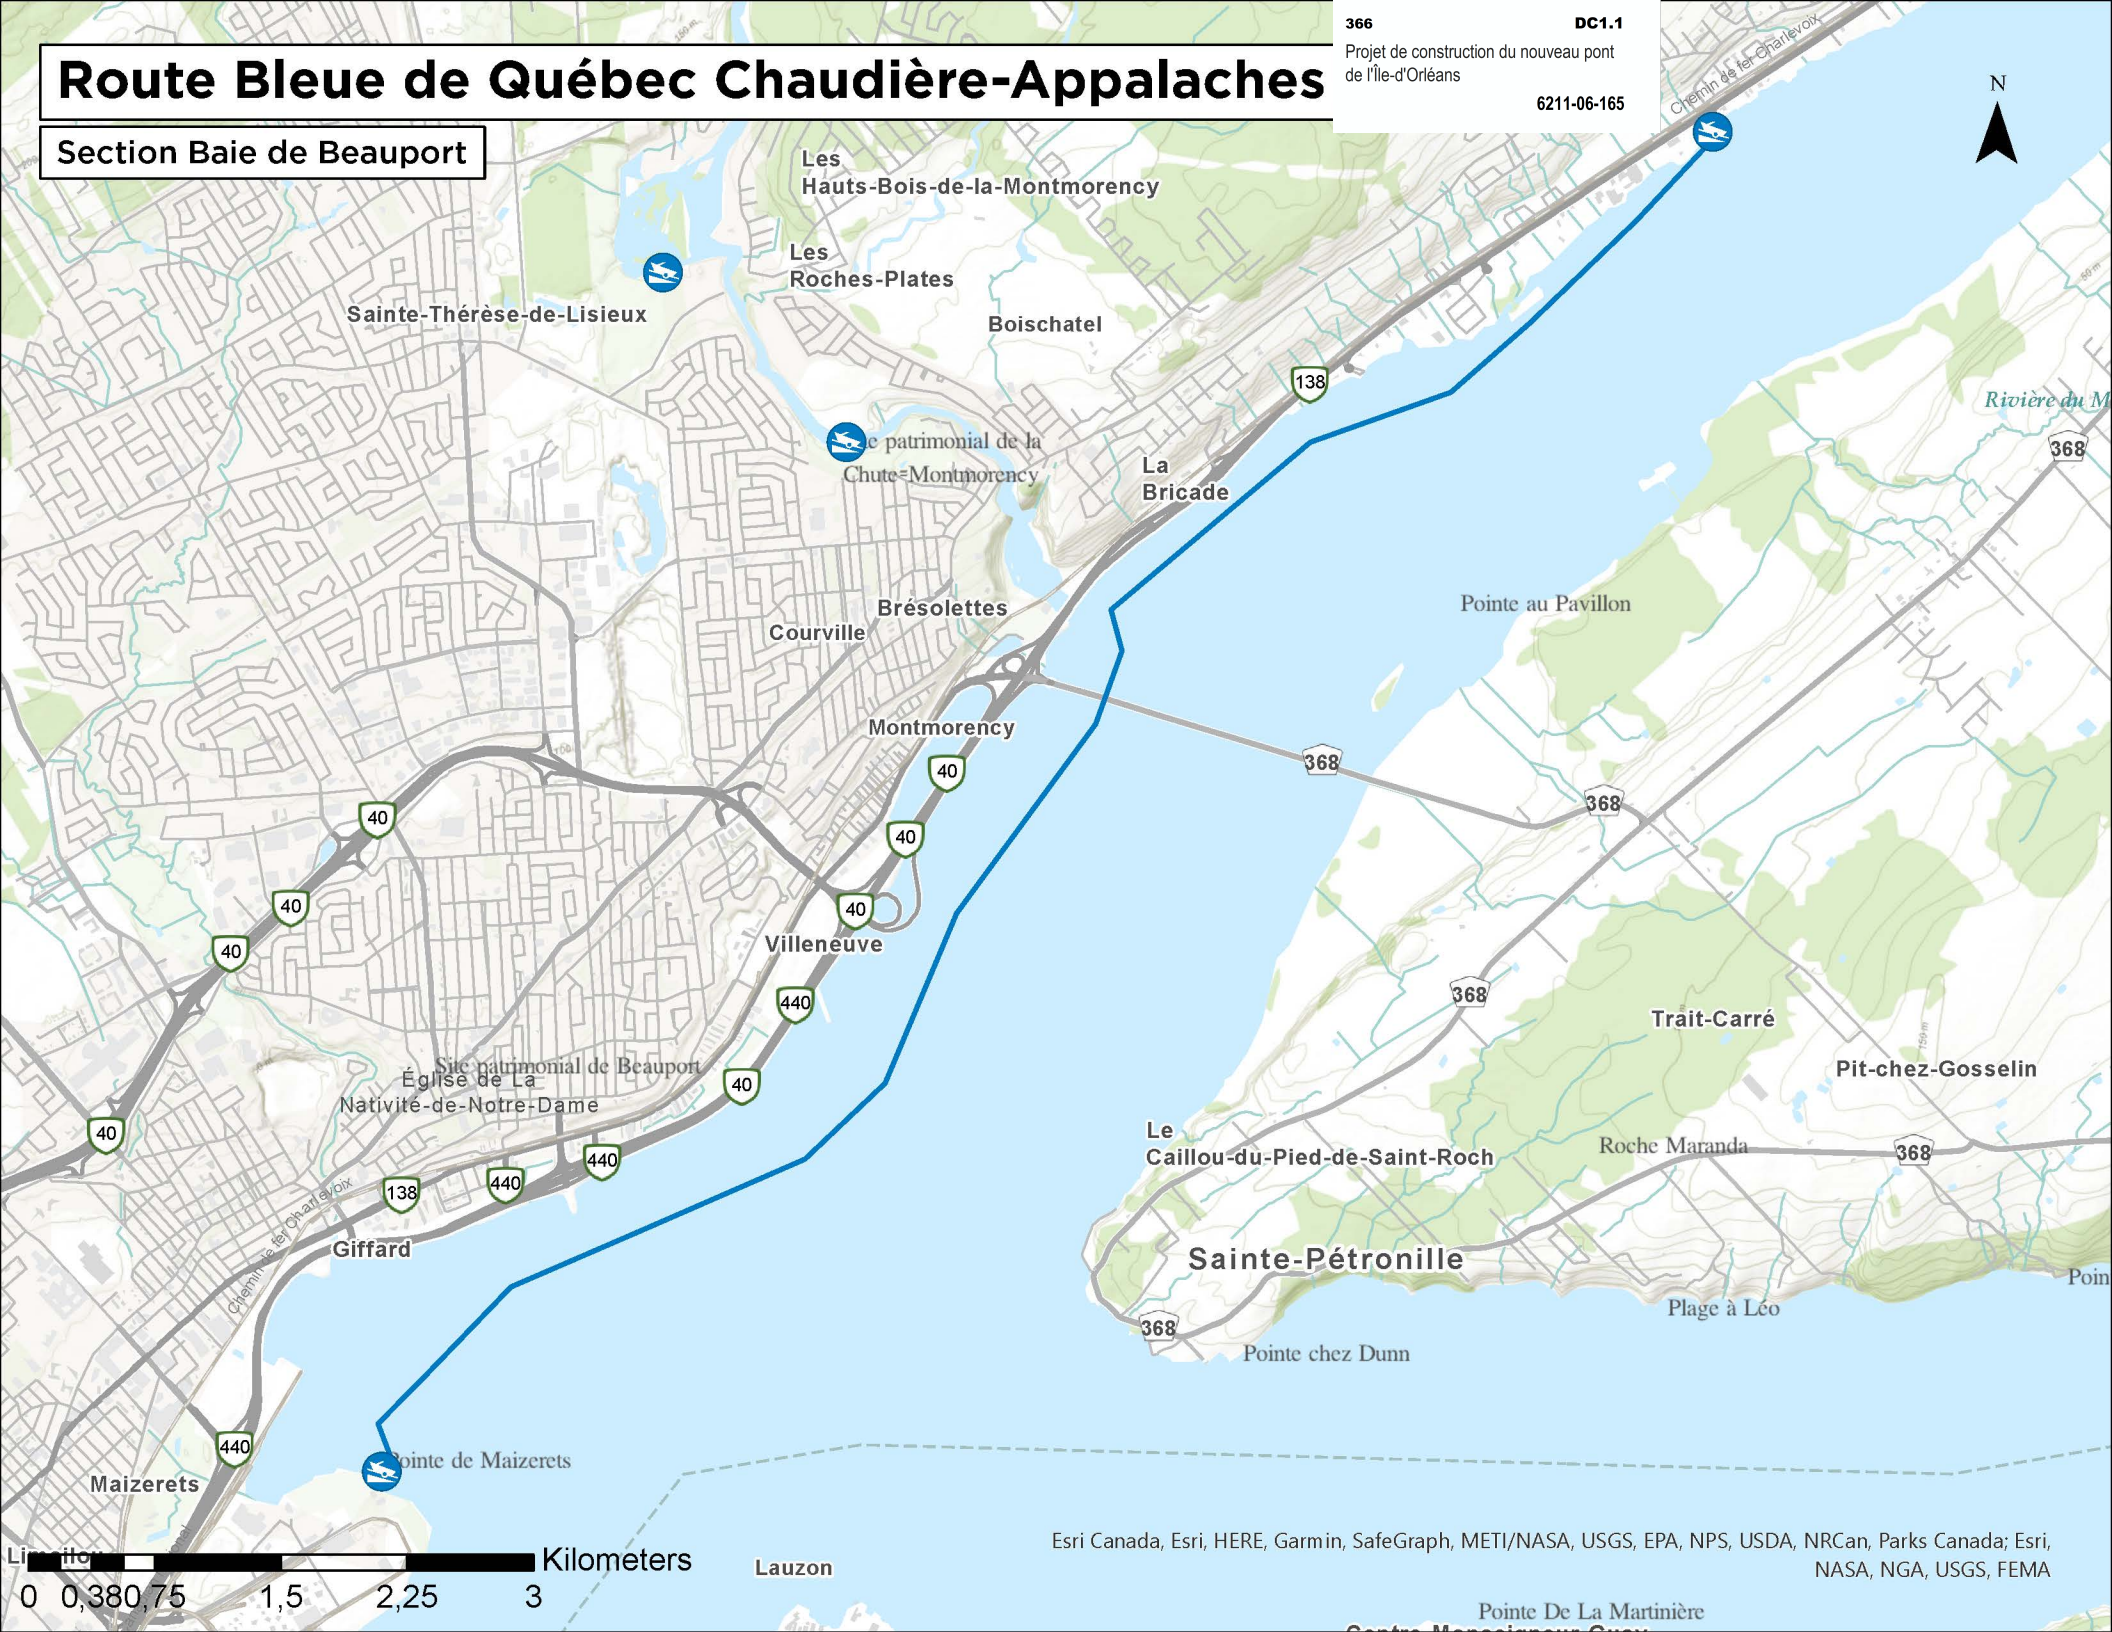 366 DC1.1
Projet de construction du nouveau pont
de l'Île-d'Orléans
6211-06-165
Route Bleue de Québec Chaudière-Appalaches
Section Baie de Beauport
N
Chemin de fer Charlevoix
Les
Hauts-Bois-de-la-Montmorency
Les
Roches-Plates
Sainte-Thérèse-de-Lisieux
Boischatel
138
Rivière du M
368
patrimonial de la
Chute-Montmorency
La
Bricade
Pointe au Pavillon
Brésolettes
Courville
Montmorency
40
368
368
40
40
40
40
Villeneuve
40
368
440
Trait-Carré
Pit-chez-Gosselin
150 m
Site patrimonial de Beauport
Église de La
Nativité-de-Notre-Dame
40
40
Le
Caillou-du-Pied-de-Saint-Roch
Roche Maranda
368
440
440
138
Chemin de fer Charlevoix
Giffard
Sainte-Pétronille
Poin
Plage à Léo
368
Pointe chez Dunn
440
Pointe de Maizerets
Maizerets
Esri Canada, Esri, HERE, Garmin, SafeGraph, METI/NASA, USGS, EPA, NPS, USDA, NRCan, Parks Canada; Esri,
NASA, NGA, USGS, FEMA
Kilometers
0 0,380,75 1,5 2,25 3
Lauzon
Pointe De La Martinière